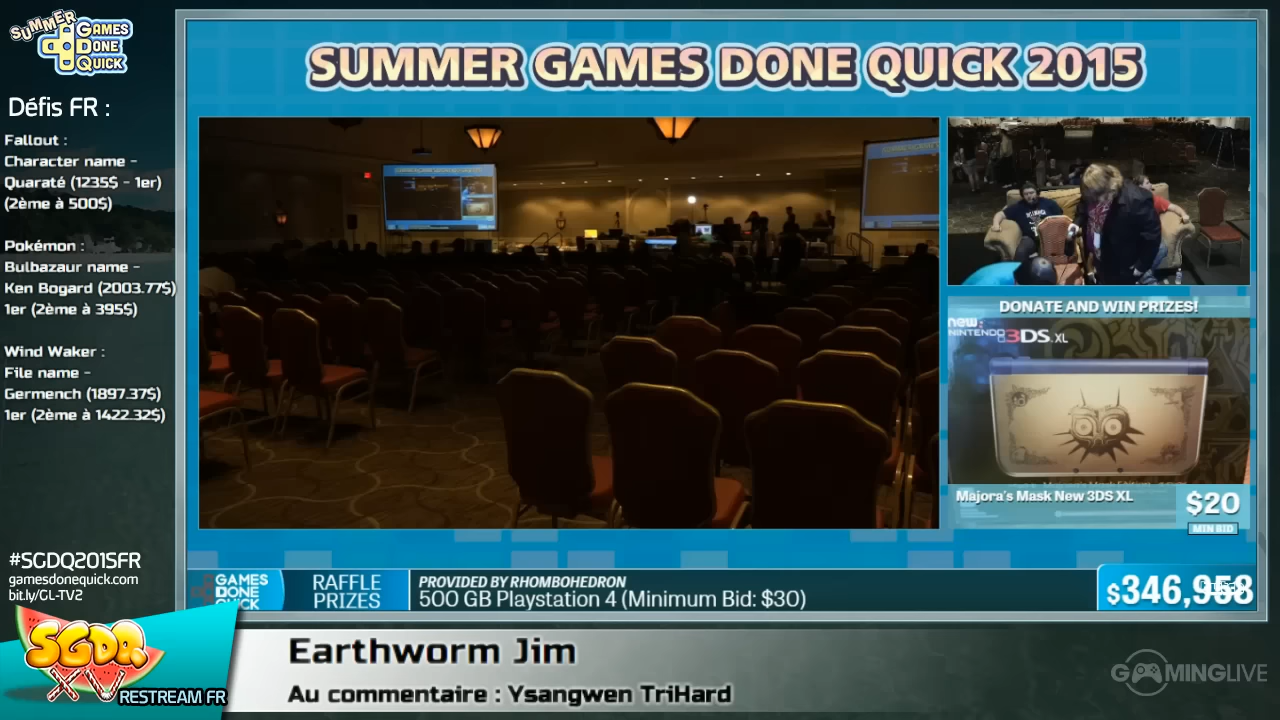 SUMMER
GAMES
DONE
QUICK
Défis FR :
Fallout :
Character name -
Quaraté (1235$ - 1er)
(2ème à 500$)
Pokémon :
Bulbazaur name -
Ken Bogard (2003.77$)
1er (2ème à 395$)
Wind Waker :
File name -
Germench (1897.37$)
1er (2ème à 1422.32$)
#SGDQ2015FR
gamesdonequick.com
bit.ly/GL-TV2
SGDQ
XV
RESTREAM FR
SUMMER GAMES DONE QUICK 2015
DONATE AND WIN PRIZES!
new:
NINTENDO 3DS XL
Majora's Mask New 3DS XL
$20
MIN BID
GAMES
DONE
QUICK
RAFFLE
PRIZES
PROVIDED BY RHOMBOHEDRON
500 GB Playstation 4 (Minimum Bid: $30)
$346,958
Earthworm Jim
Au commentaire : Ysangwen TriHard
GAMINGLIVE